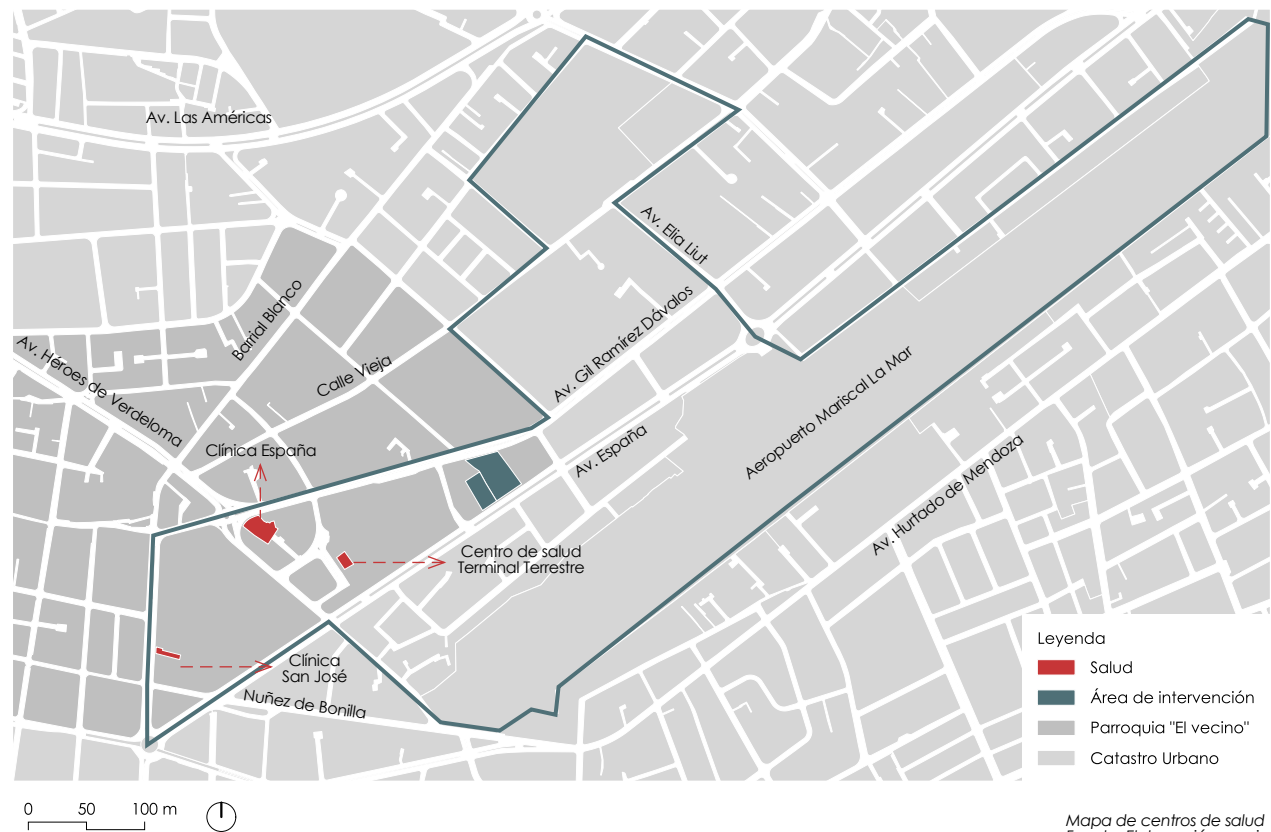 Av. Las Américas
Av. Elia Liut
Barrial Blanco
Av. Gil Ramírez Dávalos
Av. Héroes de Verdeloma
Calle Vieja
Aeropuerto Mariscal La Mar
Clínica España
Av. España
Av. Hurtado de Mendoza
Centro de salud
Terminal Terrestre
Clínica
San José
Nuñez de Bonilla
Leyenda
Salud
Área de intervención
Parroquia "El vecino"
Catastro Urbano
0 50 100 m
Mapa de centros de salud